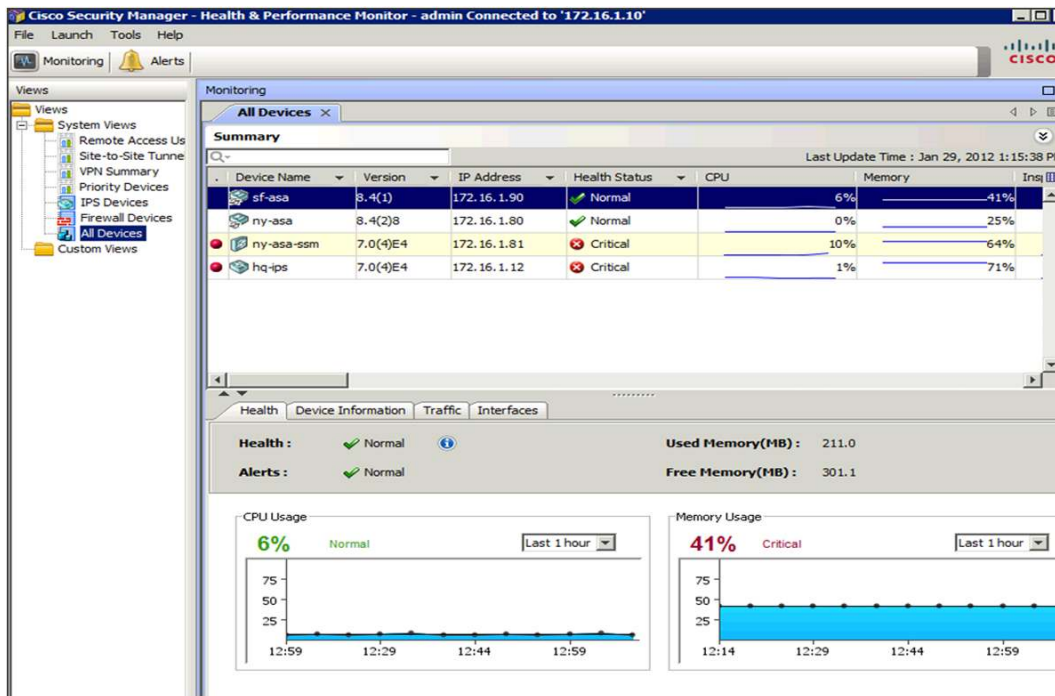 Cisco Security Manager - Health & Performance Monitor - admin Connected to '172.16.1.10'
File Launch Tools Help
Monitoring Alerts
CISCO
Views
Views
System Views
Remote Access Us
Site-to-Site Tunne
VPN Summary
Priority Devices
IPS Devices
Firewall Devices
All Devices
Custom Views
Monitoring
All Devices
Summary
Last Update Time : Jan 29, 2012 1:15:38 P
. Device Name Version IP Address Health Status CPU Memory Insp
sf-asa 8.4(1) 172.16.1.90 Normal 6% 41%
ny-asa 8.4(2)8 172.16.1.80 Normal 0% 25%
ny-asa-ssm 7.0(4)E4 172.16.1.81 Critical 10% 64%
hq-ips 7.0(4)E4 172.16.1.12 Critical 1% 71%
Health Device Information Traffic Interfaces
Health : Normal Used Memory(MB) : 211.0
Alerts : Normal Free Memory(MB) : 301.1
CPU Usage
6% Normal Last 1 hour
75
50
25
12:59 12:29 12:44 12:59
Memory Usage
41% Critical Last 1 hour
75
50
25
12:14 12:29 12:44 12:59